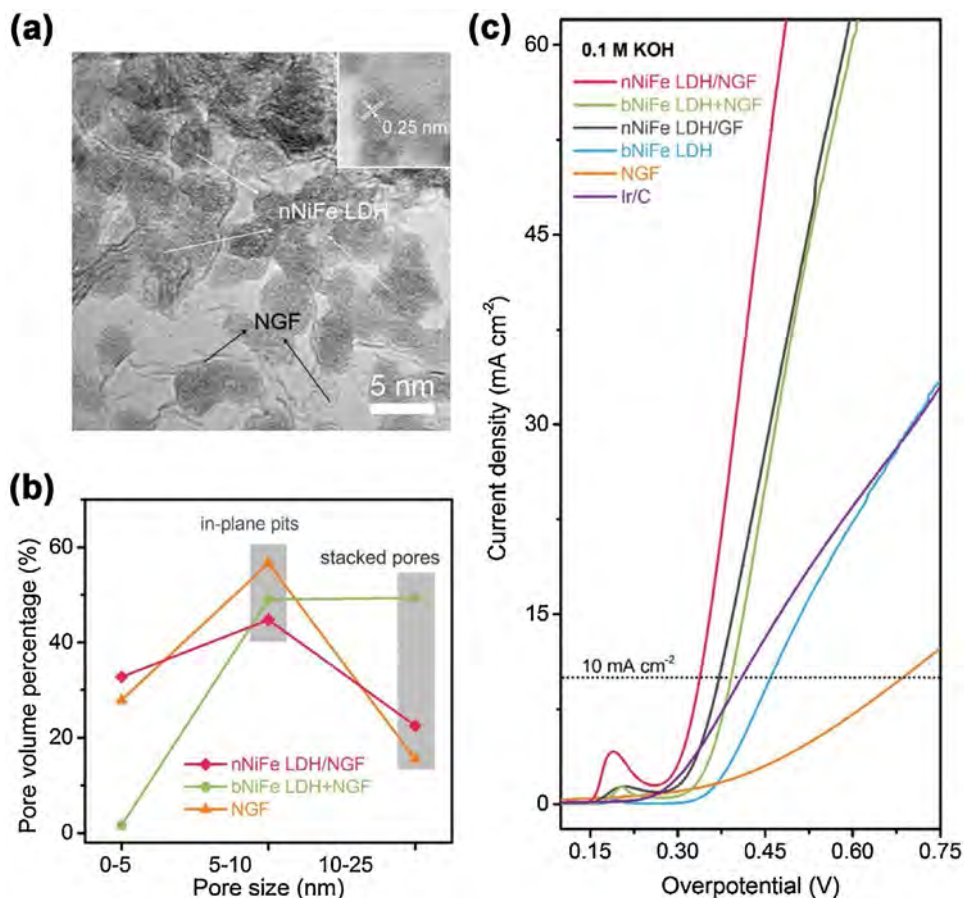 (a)
0.25 nm
nNiFe LDH
NGF
5 nm
(b)
Pore volume percentage (%)
60
40
20
0
in-plane pits
stacked pores
nNiFe LDH/NGF
bNiFe LDH+NGF
NGF
0-5
5-10
10-25
Pore size (nm)
(c)
Current density (mA cm-2)
60
45
30
15
0
0.1 M KOH
nNiFe LDH/NGF
bNiFe LDH+NGF
nNiFe LDH/GF
bNiFe LDH
NGF
Ir/C
10 mA cm-2
0.15
0.30
0.45
0.60
0.75
Overpotential (V)